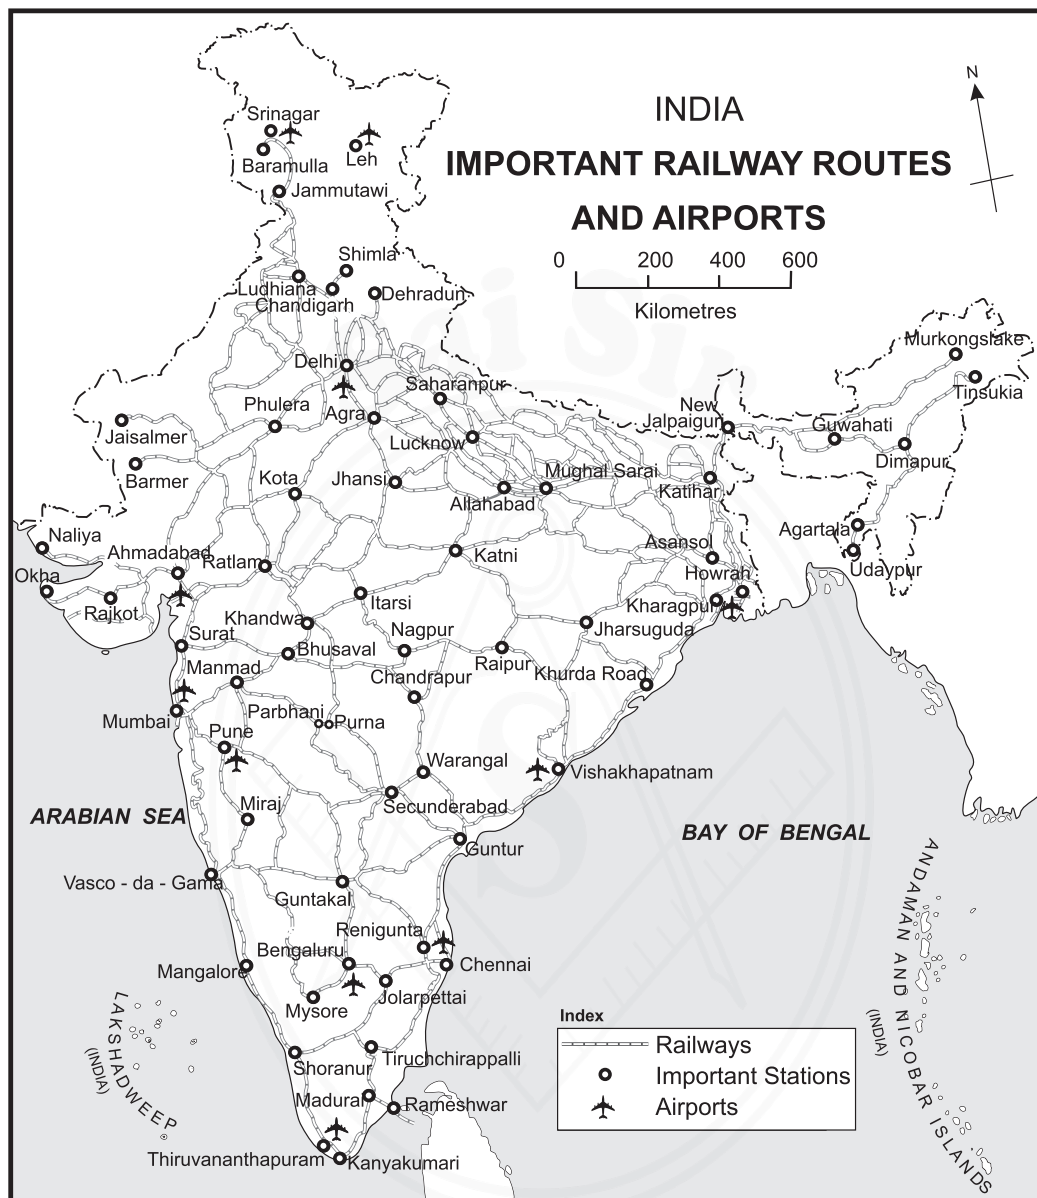 INDIA
IMPORTANT RAILWAY ROUTES
AND AIRPORTS
N
0 200 400 600
Kilometres
Srinagar
Leh
Baramulla
Jammutawi
Shimla
Ludhiana
Chandigarh
Dehradun
Murkongslake
Delhi
Saharanpur
Tinsukia
Phulera
Agra
New
Jalpaiguri
Guwahati
Jaisalmer
Lucknow
Dimapur
Barmer
Kota
Jhansi
Mughal Sarai
Allahabad
Katihar
Naliya
Agartala
Ahmadabad
Ratlam
Katni
Asansol
Udaypur
Okha
Howrah
Rajkot
Itarsi
Kharagpur
Khandwa
Surat
Nagpur
Jharsuguda
Bhusaval
Manmad
Raipur
Chandrapur
Khurda Road
Mumbai
Parbhani
Purna
Pune
Warangal
Vishakhapatnam
Miraj
Secunderabad
ARABIAN SEA
BAY OF BENGAL
Guntur
Vasco - da - Gama
Guntakal
Renigunta
Bengaluru
Chennai
Mangalore
Jolarpettai
Mysore
Shoranur
Tiruchchirappalli
Madurai
Rameshwar
Thiruvananthapuram
Kanyakumari
LAKSHADWEEP
(INDIA)
ANDAMAN AND NICOBAR ISLANDS
(INDIA)
Index
Railways
Important Stations
Airports